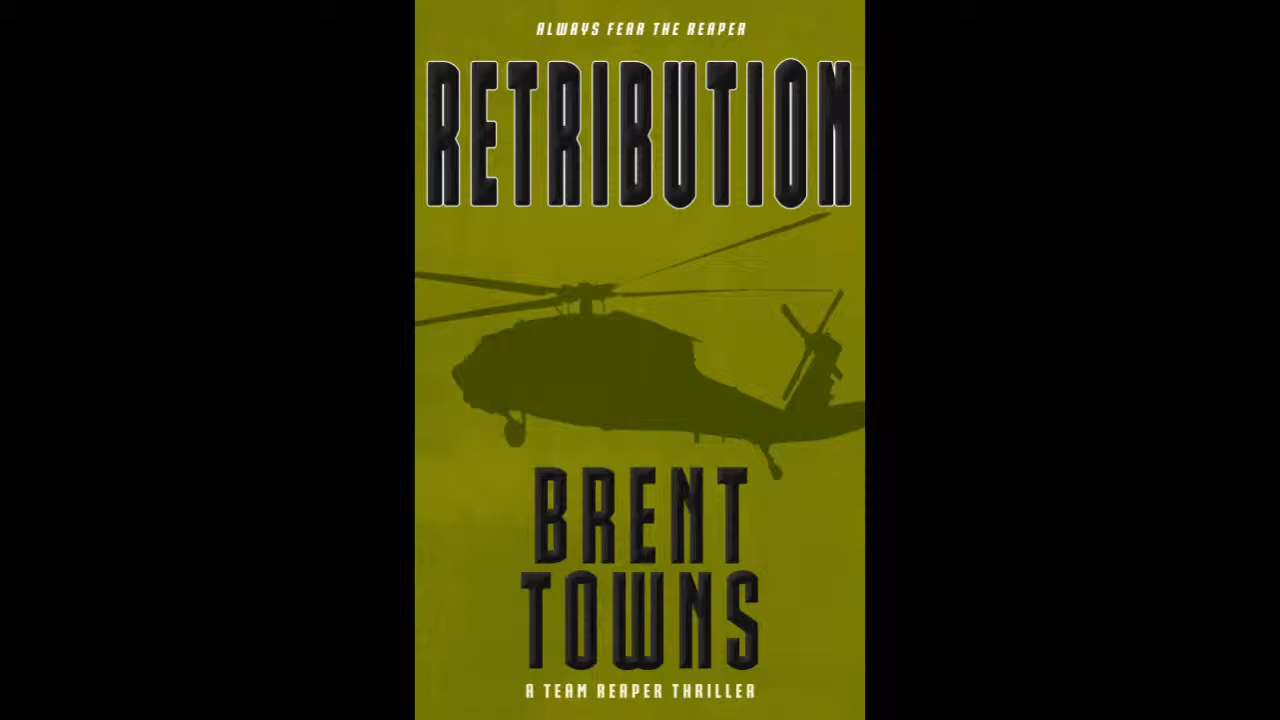 ALWAYS FEAR THE REAPER
RETRIBUTION
BRENT
TOWNS
A TEAM REAPER THRILLER